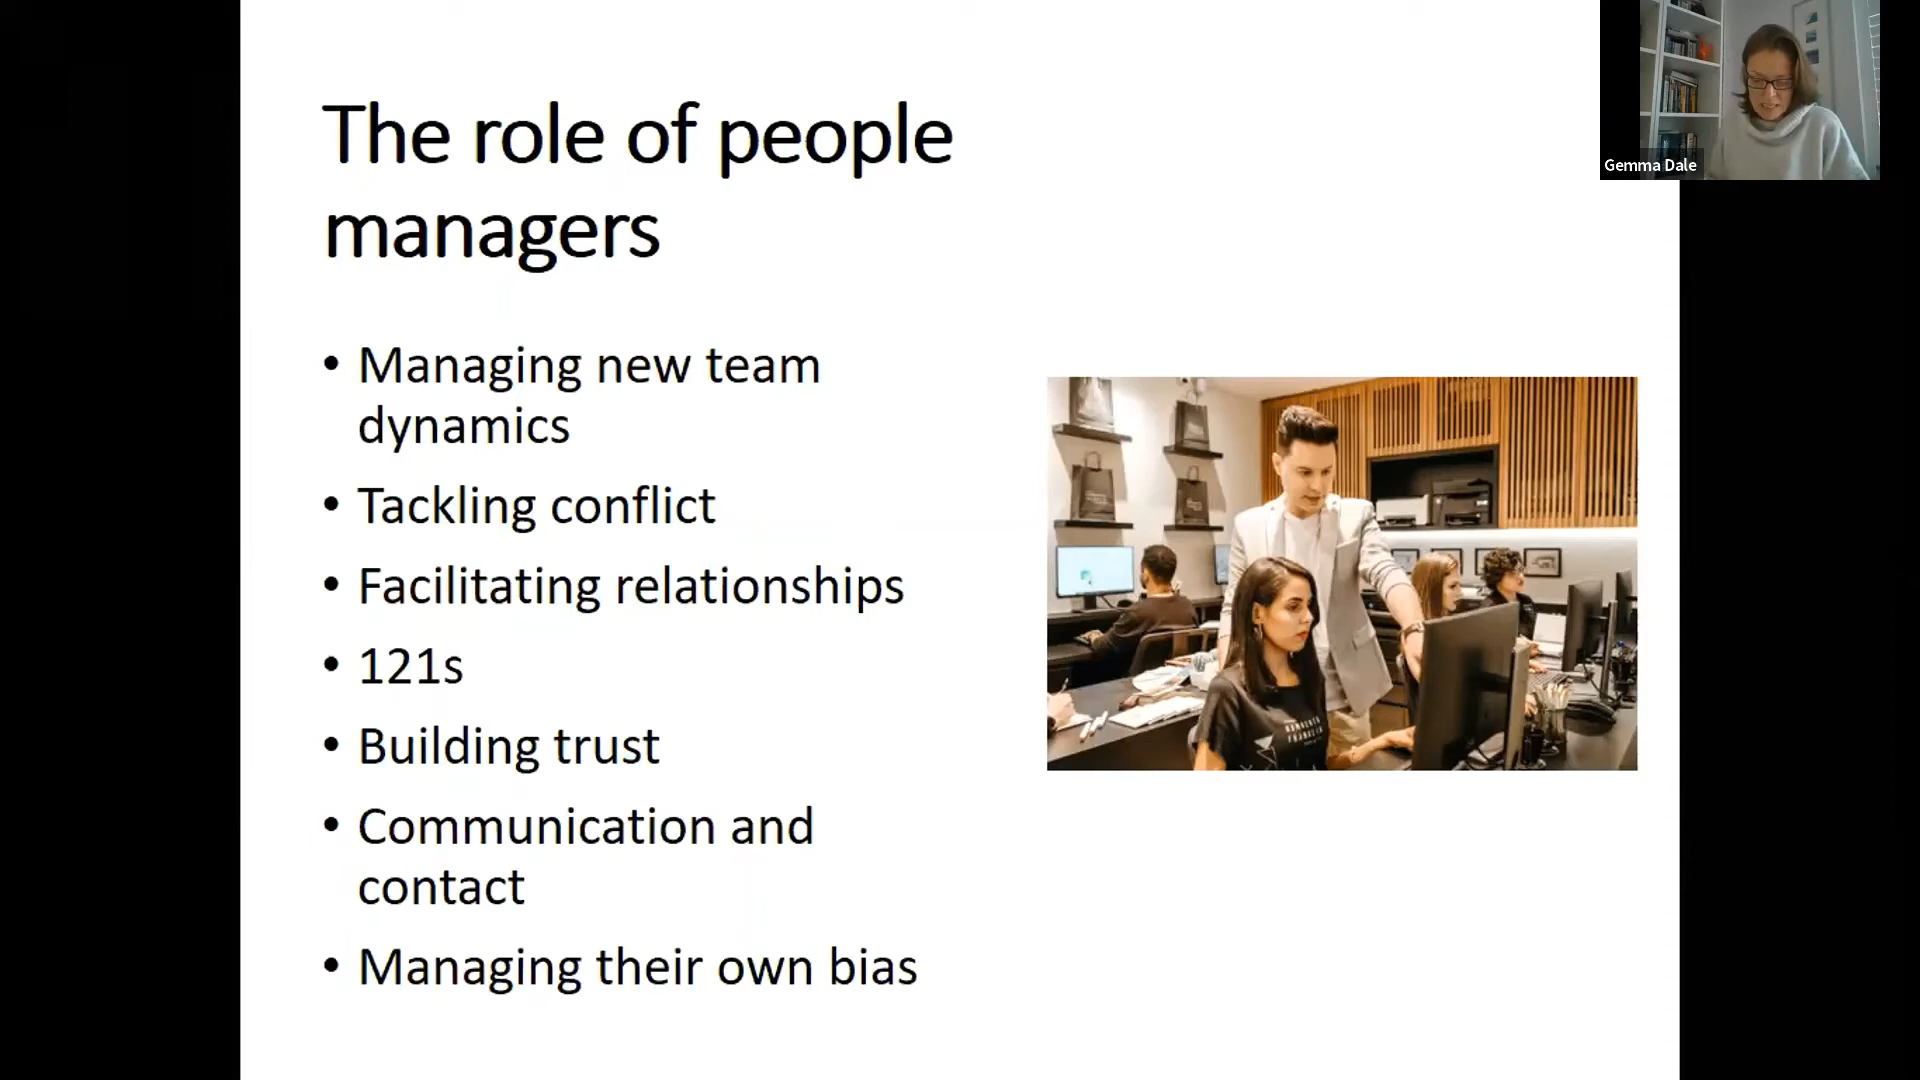 The role of people
managers
• Managing new team
dynamics
• Tackling conflict
• Facilitating relationships
• 121s
• Building trust
• Communication and
contact
• Managing their own bias
Gemma Dale